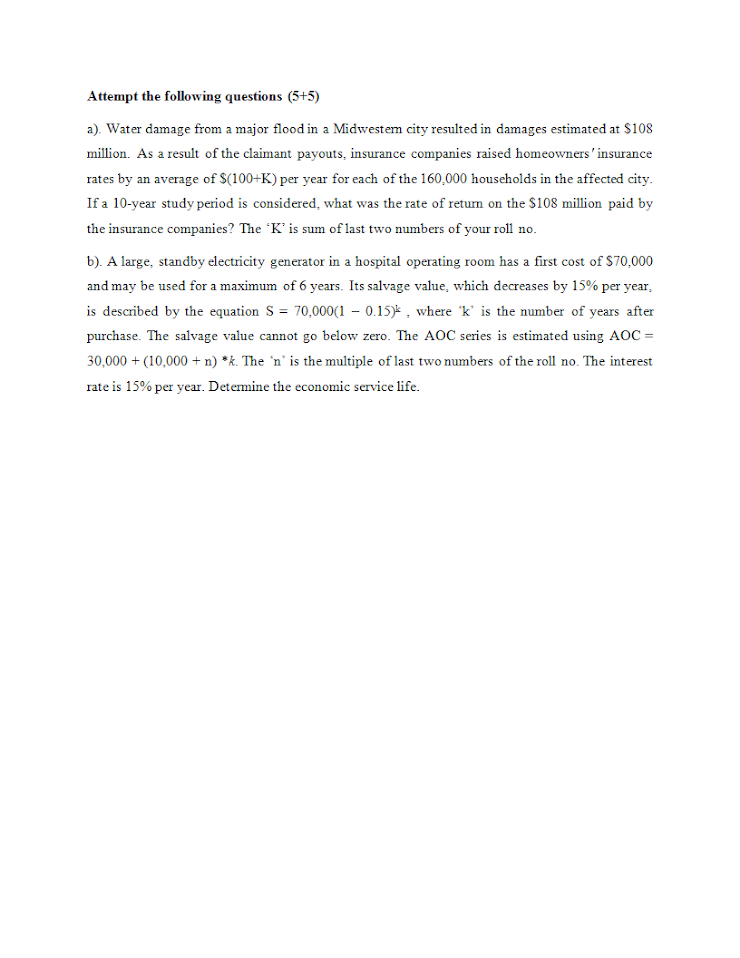 Attempt the following questions (5+5)
a). Water damage from a major flood in a Midwestern city resulted in damages estimated at $108
million. As a result of the claimant payouts, insurance companies raised homeowners' insurance
rates by an average of $(100+K) per year for each of the 160,000 households in the affected city.
If a 10-year study period is considered, what was the rate of return on the $108 million paid by
the insurance companies? The 'K' is sum of last two numbers of your roll no.
b). A large, standby electricity generator in a hospital operating room has a first cost of $70,000
and may be used for a maximum of 6 years. Its salvage value, which decreases by 15% per year,
is described by the equation S = 70,000(1 − 0.15)ᵏ , where 'k' is the number of years after
purchase. The salvage value cannot go below zero. The AOC series is estimated using AOC =
30,000 + (10,000 + n) *k. The 'n' is the multiple of last two numbers of the roll no. The interest
rate is 15% per year. Determine the economic service life.